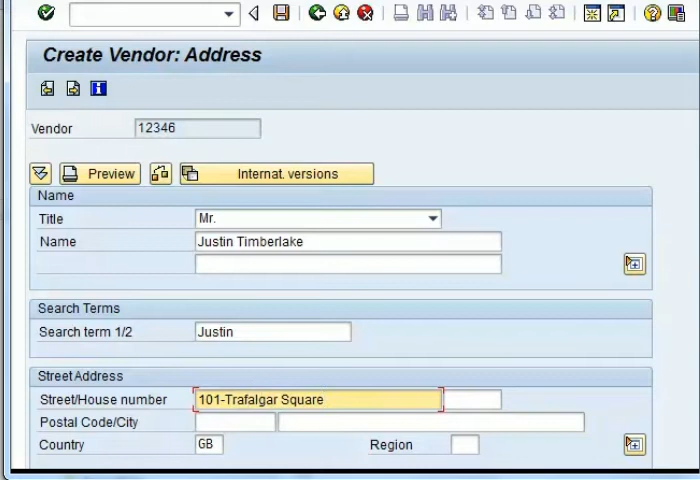 Create Vendor: Address
Vendor 12346
Preview Internat. versions
Name
Title Mr.
Name Justin Timberlake
Search Terms
Search term 1/2 Justin
Street Address
Street/House number 101-Trafalgar Square
Postal Code/City
Country GB Region